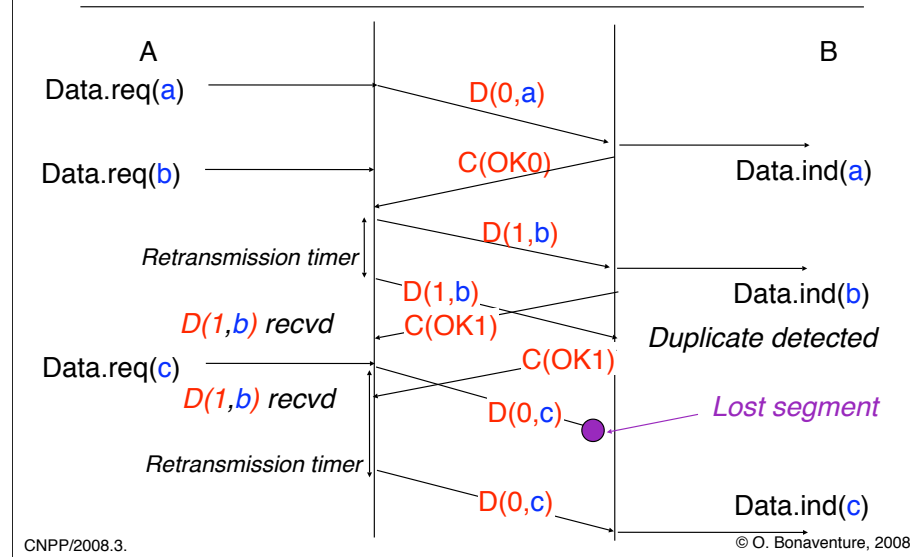 A
B
Data.req(a)
D(0,a)
C(OK0)
Data.ind(a)
Data.req(b)
D(1,b)
Retransmission timer
D(1,b)
Data.ind(b)
D(1,b) recvd
C(OK1)
Duplicate detected
Data.req(c)
C(OK1)
D(1,b) recvd
D(0,c)
Lost segment
Retransmission timer
D(0,c)
Data.ind(c)
CNPP/2008.3.
© O. Bonaventure, 2008